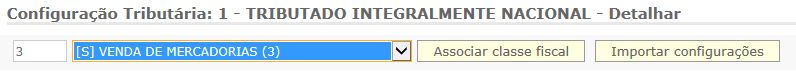 Configuração Tributária: 1 - TRIBUTADO INTEGRALMENTE NACIONAL - Detalhar
3 [S] VENDA DE MERCADORIAS (3) Associar classe fiscal Importar configurações